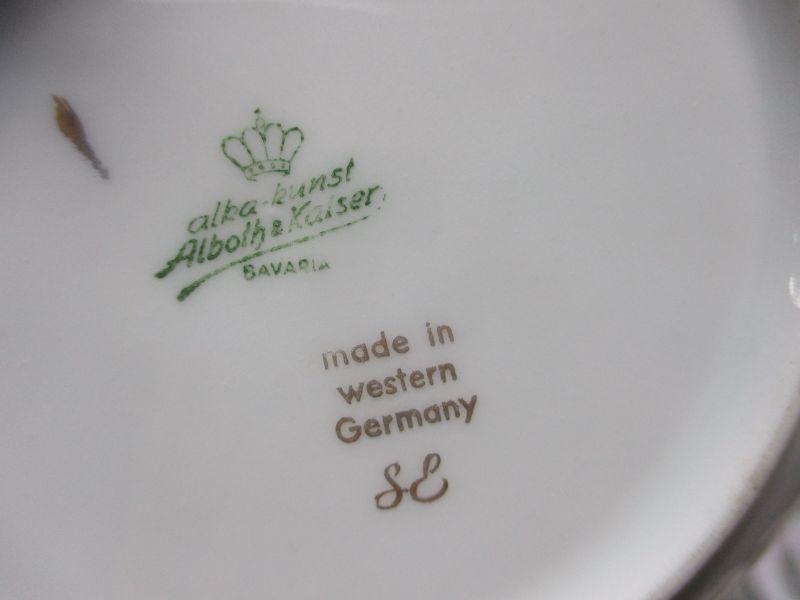 alka-kunst
Alboth & Kaiser
BAVARIA
made in
western
Germany
SE